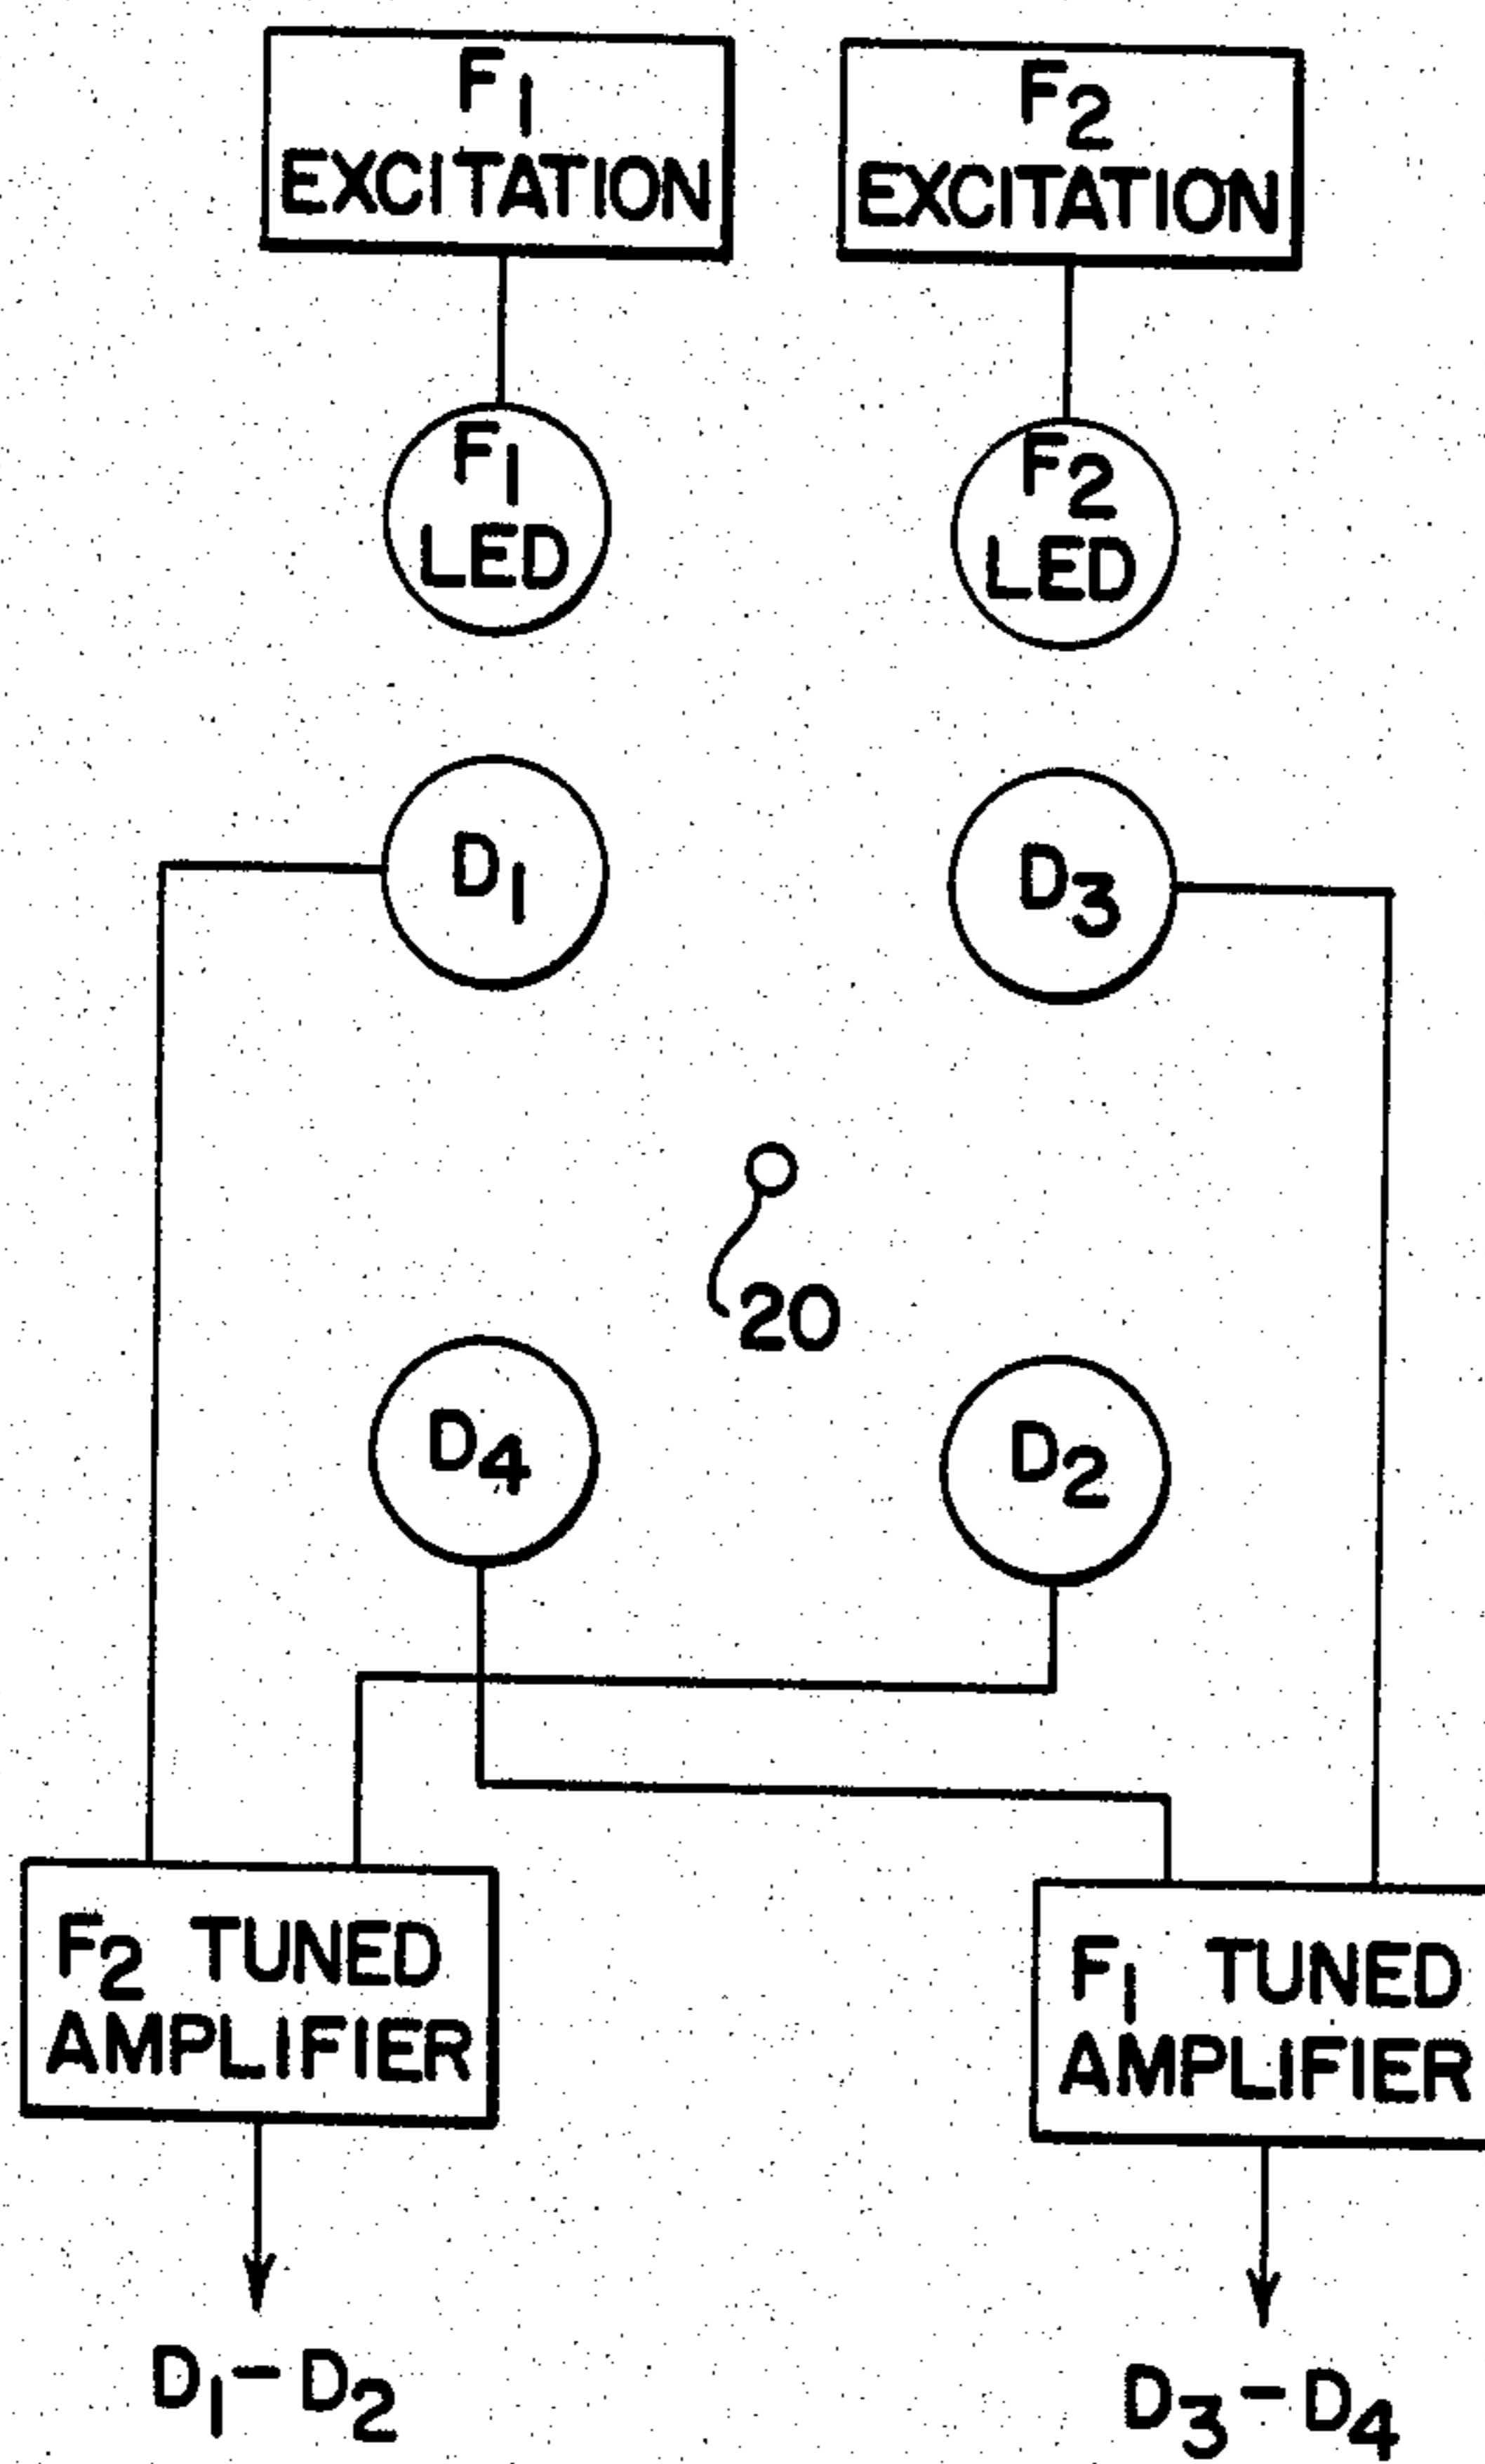 F1
EXCITATION
F2
EXCITATION
F1
LED
F2
LED
D1
D3
20
D4
D2
F2 TUNED
AMPLIFIER
F1 TUNED
AMPLIFIER
D1-D2
D3-D4